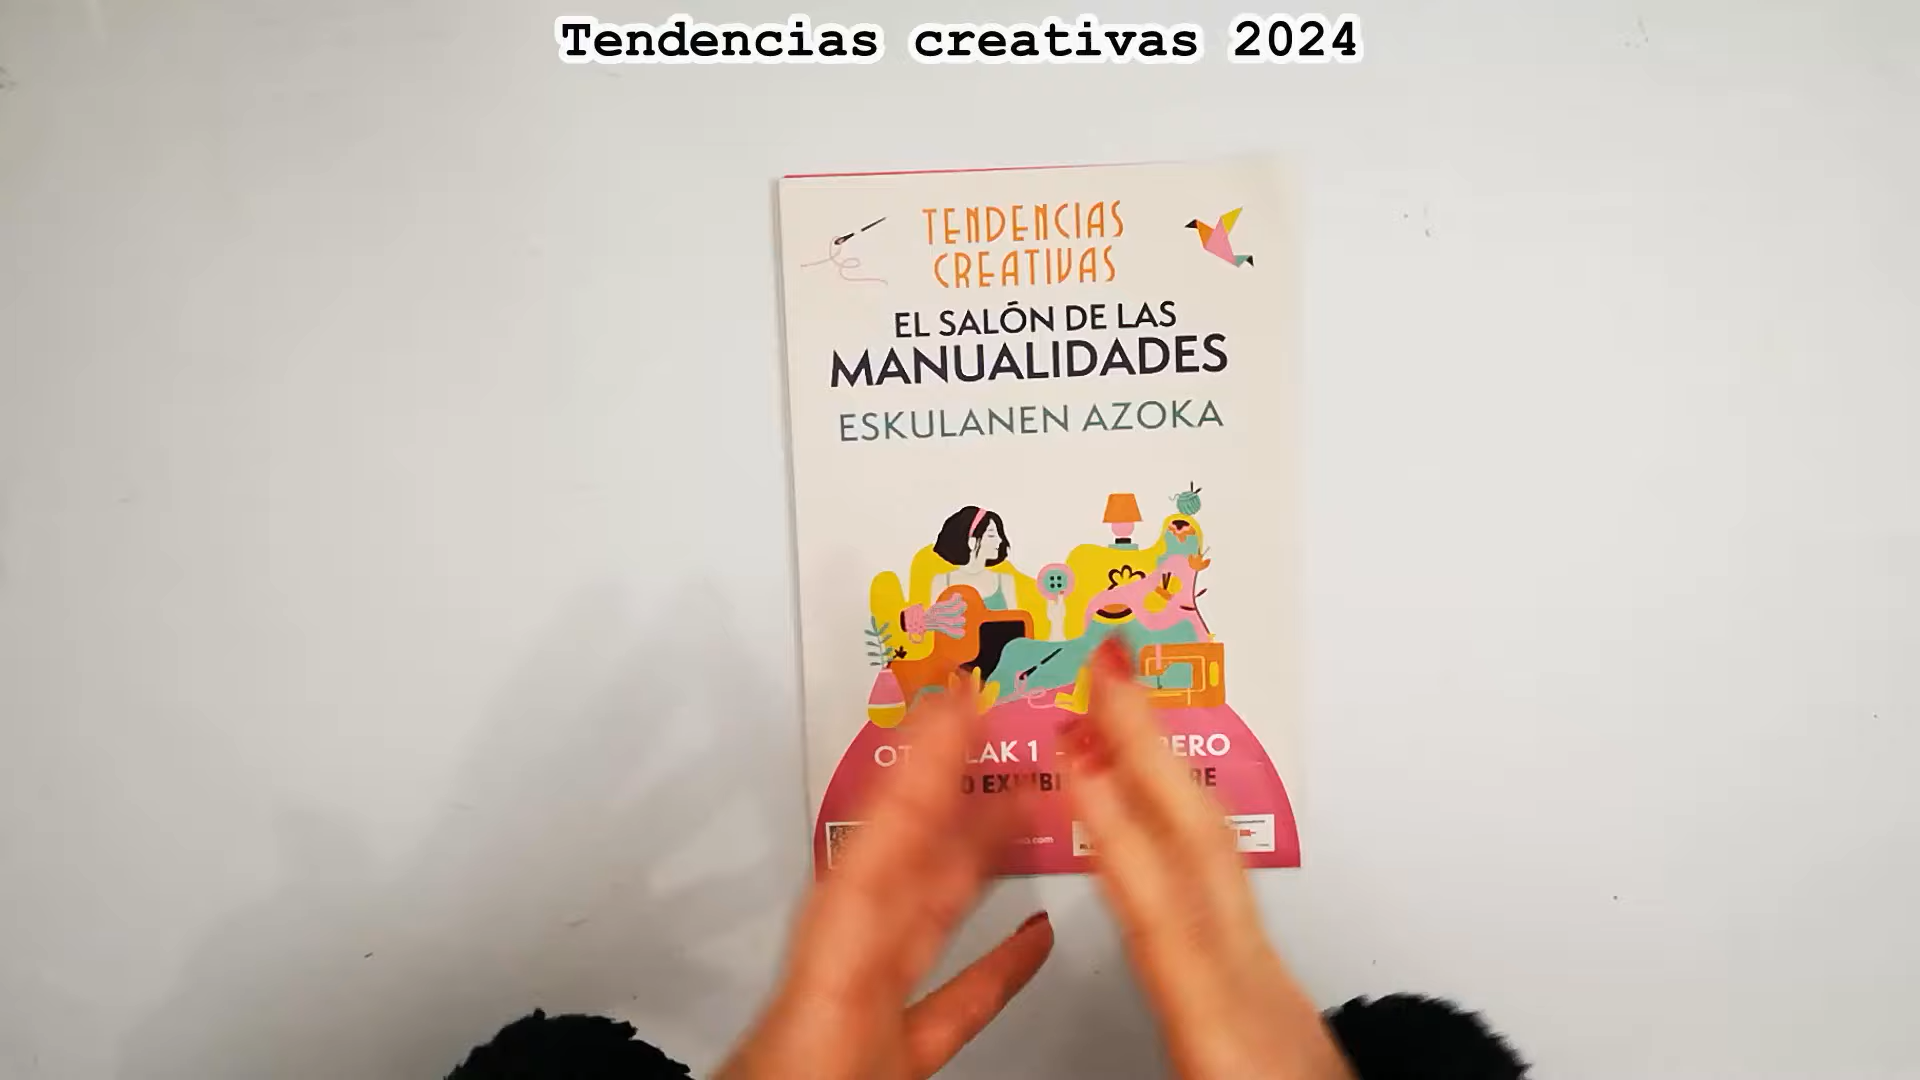 Tendencias creativas 2024
TENDENCIAS
CREATIVAS
EL SALÓN DE LAS
MANUALIDADES
ESKULANEN AZOKA